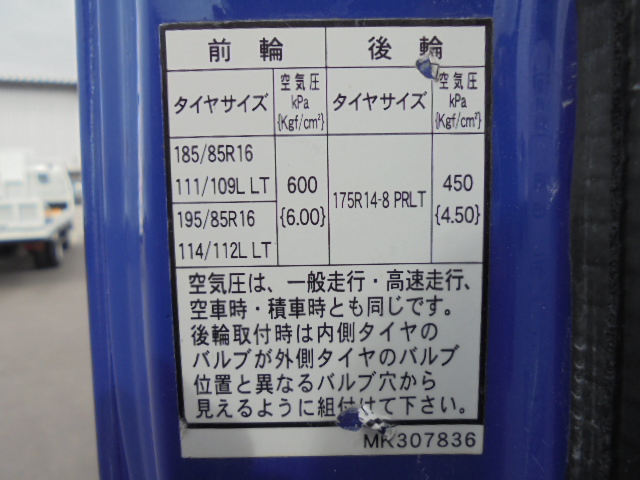 前輪 後輪
タイヤサイズ 空気圧 kPa {Kgf/cm²} タイヤサイズ 空気圧 kPa {Kgf/cm²}
185/85R16
111/109L LT
195/85R16
114/112L LT
600
{6.00}
175R14-8 PRLT
450
{4.50}
空気圧は、一般走行・高速走行、
空車時・積車時とも同じです。
後輪取付時は内側タイヤの
バルブが外側タイヤのバルブ
位置と異なるバルブ穴から
見えるように組付けて下さい。
MK307836